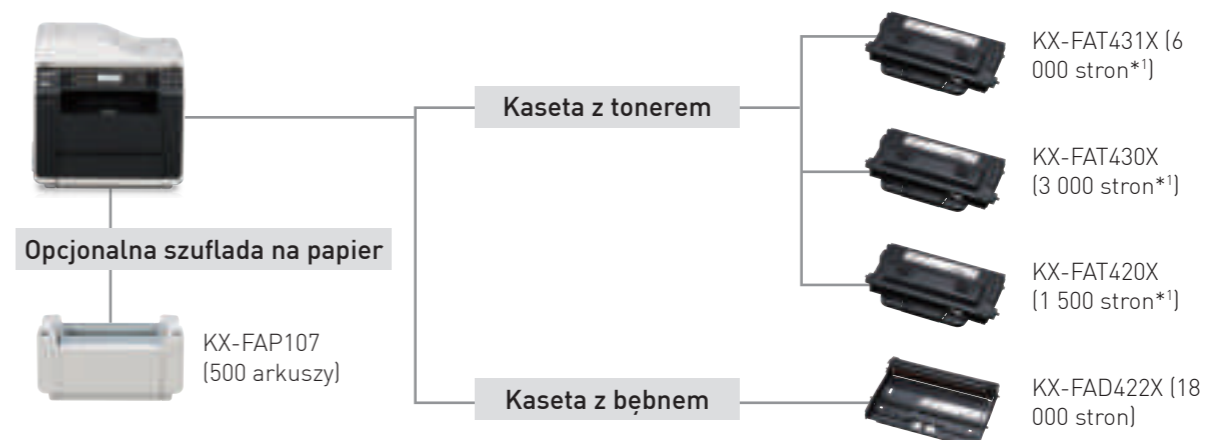 Kaseta z tonerem
KX-FAT431X (6
000 stron*¹)
KX-FAT430X
(3 000 stron*¹)
KX-FAT420X
(1 500 stron*¹)
Opcjonalna szuflada na papier
KX-FAP107
(500 arkuszy)
Kaseta z bębnem
KX-FAD422X (18
000 stron)